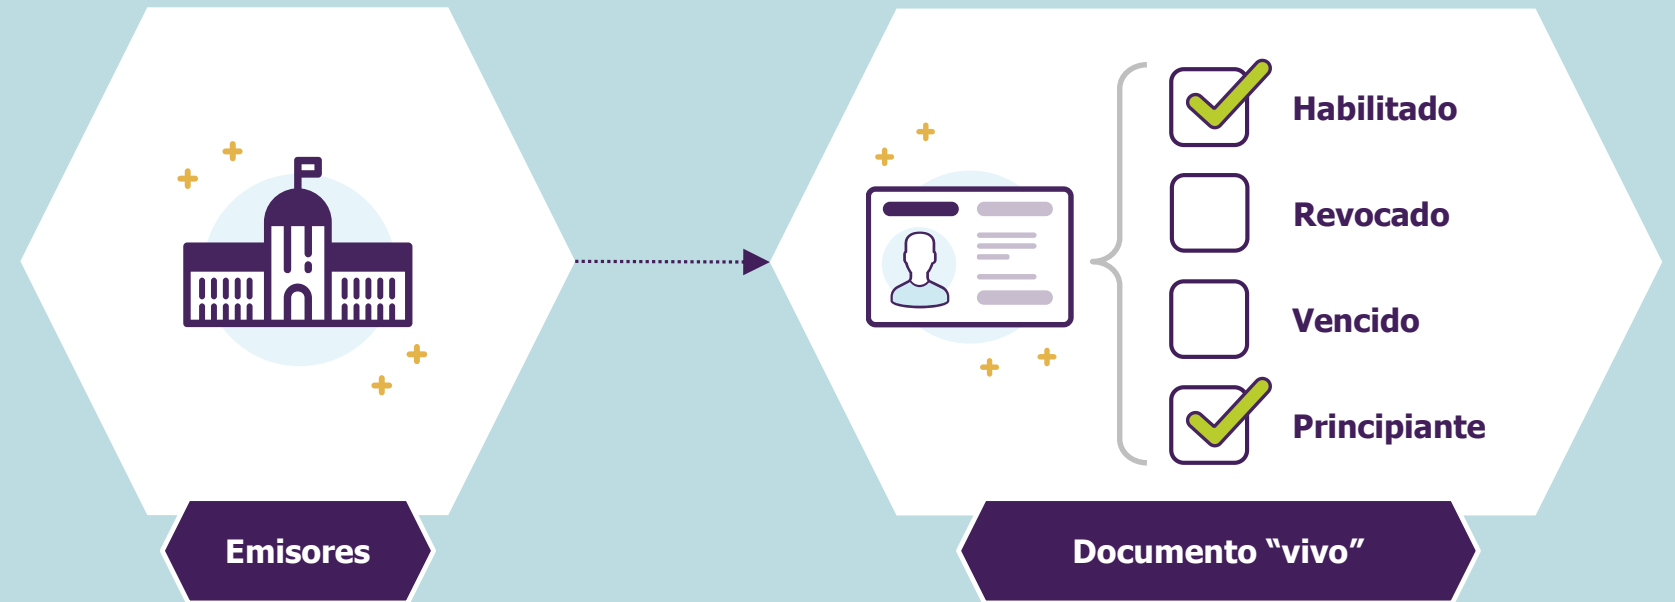 Habilitado
Revocado
Vencido
Principiante
Emisores
Documento “vivo”